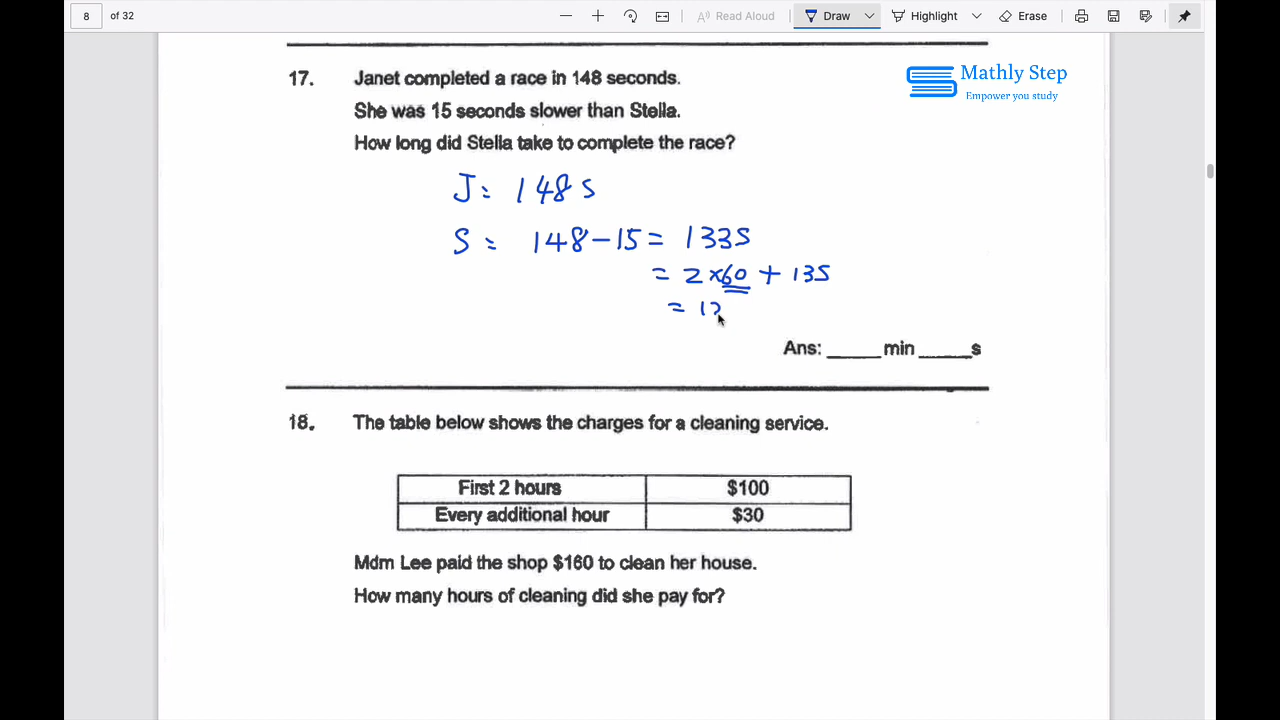 8 of 32 Read Aloud Draw Highlight Erase
Mathly Step
Empower you study
17. Janet completed a race in 148 seconds.
She was 15 seconds slower than Stella.
How long did Stella take to complete the race?
J = 148 s
S = 148 - 15 = 133 s
= 2 × 60 + 13 s
= 12
Ans: _____ min _____ s
18. The table below shows the charges for a cleaning service.
First 2 hours $100
Every additional hour $30
Mdm Lee paid the shop $160 to clean her house.
How many hours of cleaning did she pay for?